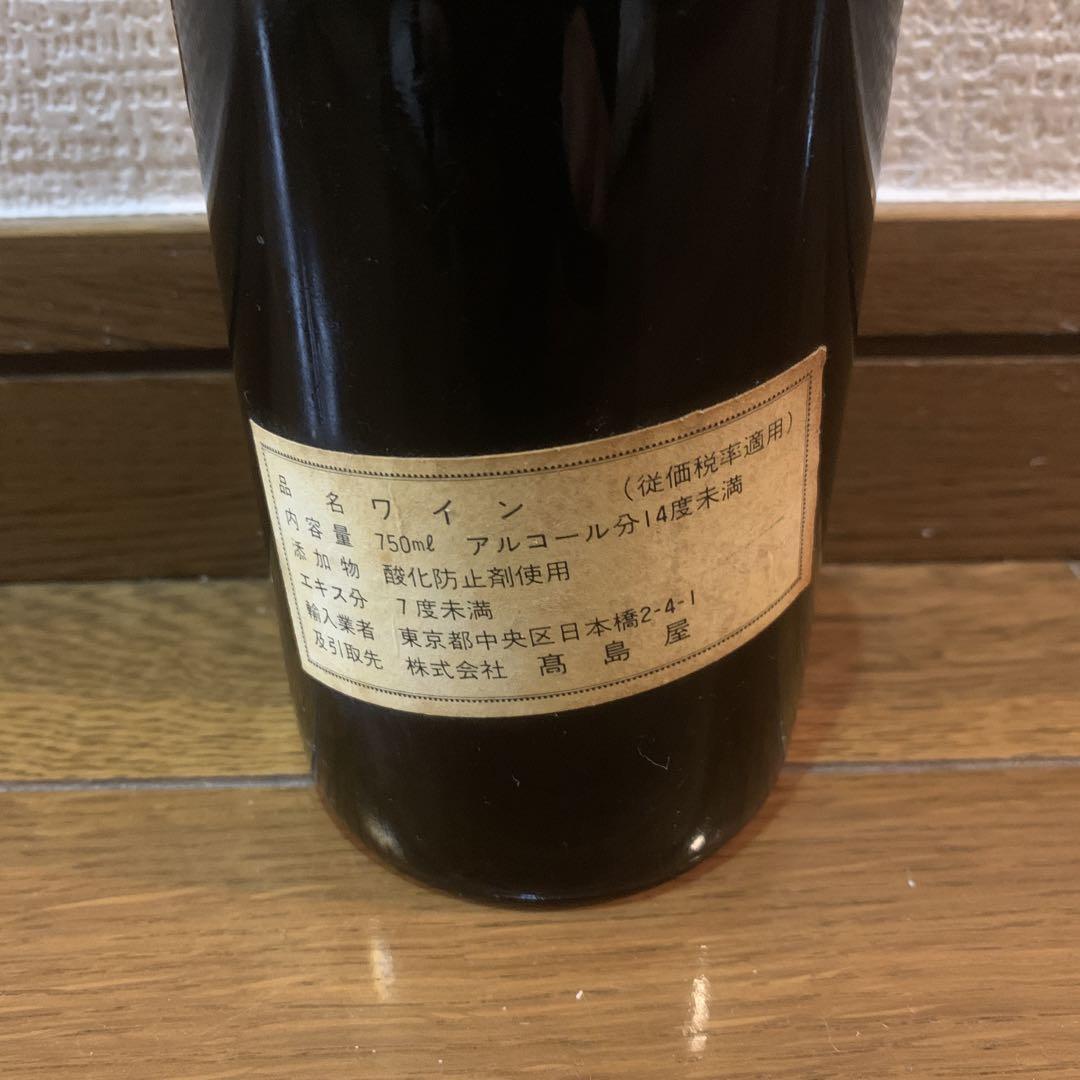 品名 ワイン (従価税率適用)
内容量 750ml アルコール分14度未満
添加物 酸化防止剤使用
エキス分 7度未満
輸入業者 東京都中央区日本橋2-4-1
及引取先 株式会社 髙島屋